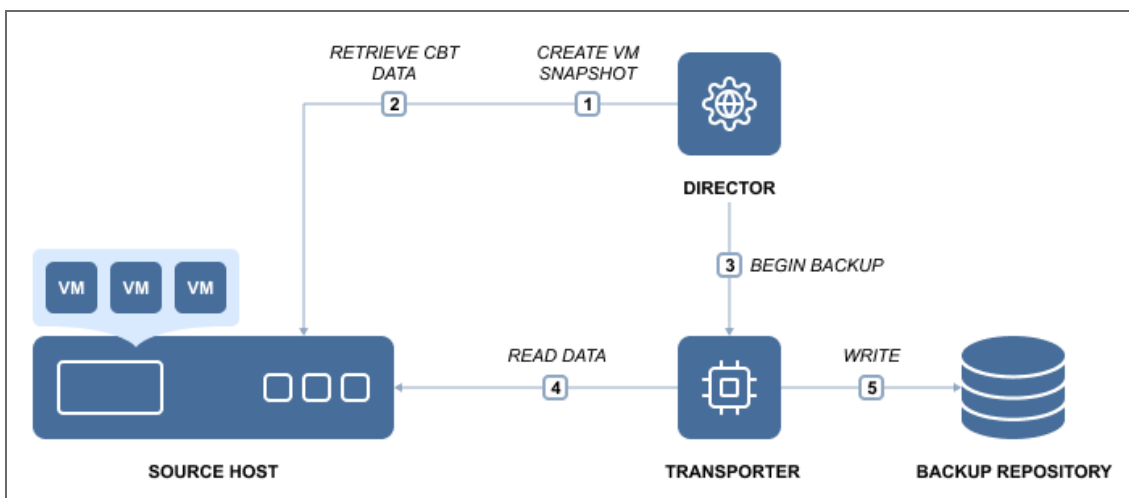 RETRIEVE CBT
DATA
CREATE VM
SNAPSHOT
2
1
DIRECTOR
3 BEGIN BACKUP
VM VM VM
READ DATA
4
WRITE
5
SOURCE HOST
TRANSPORTER
BACKUP REPOSITORY